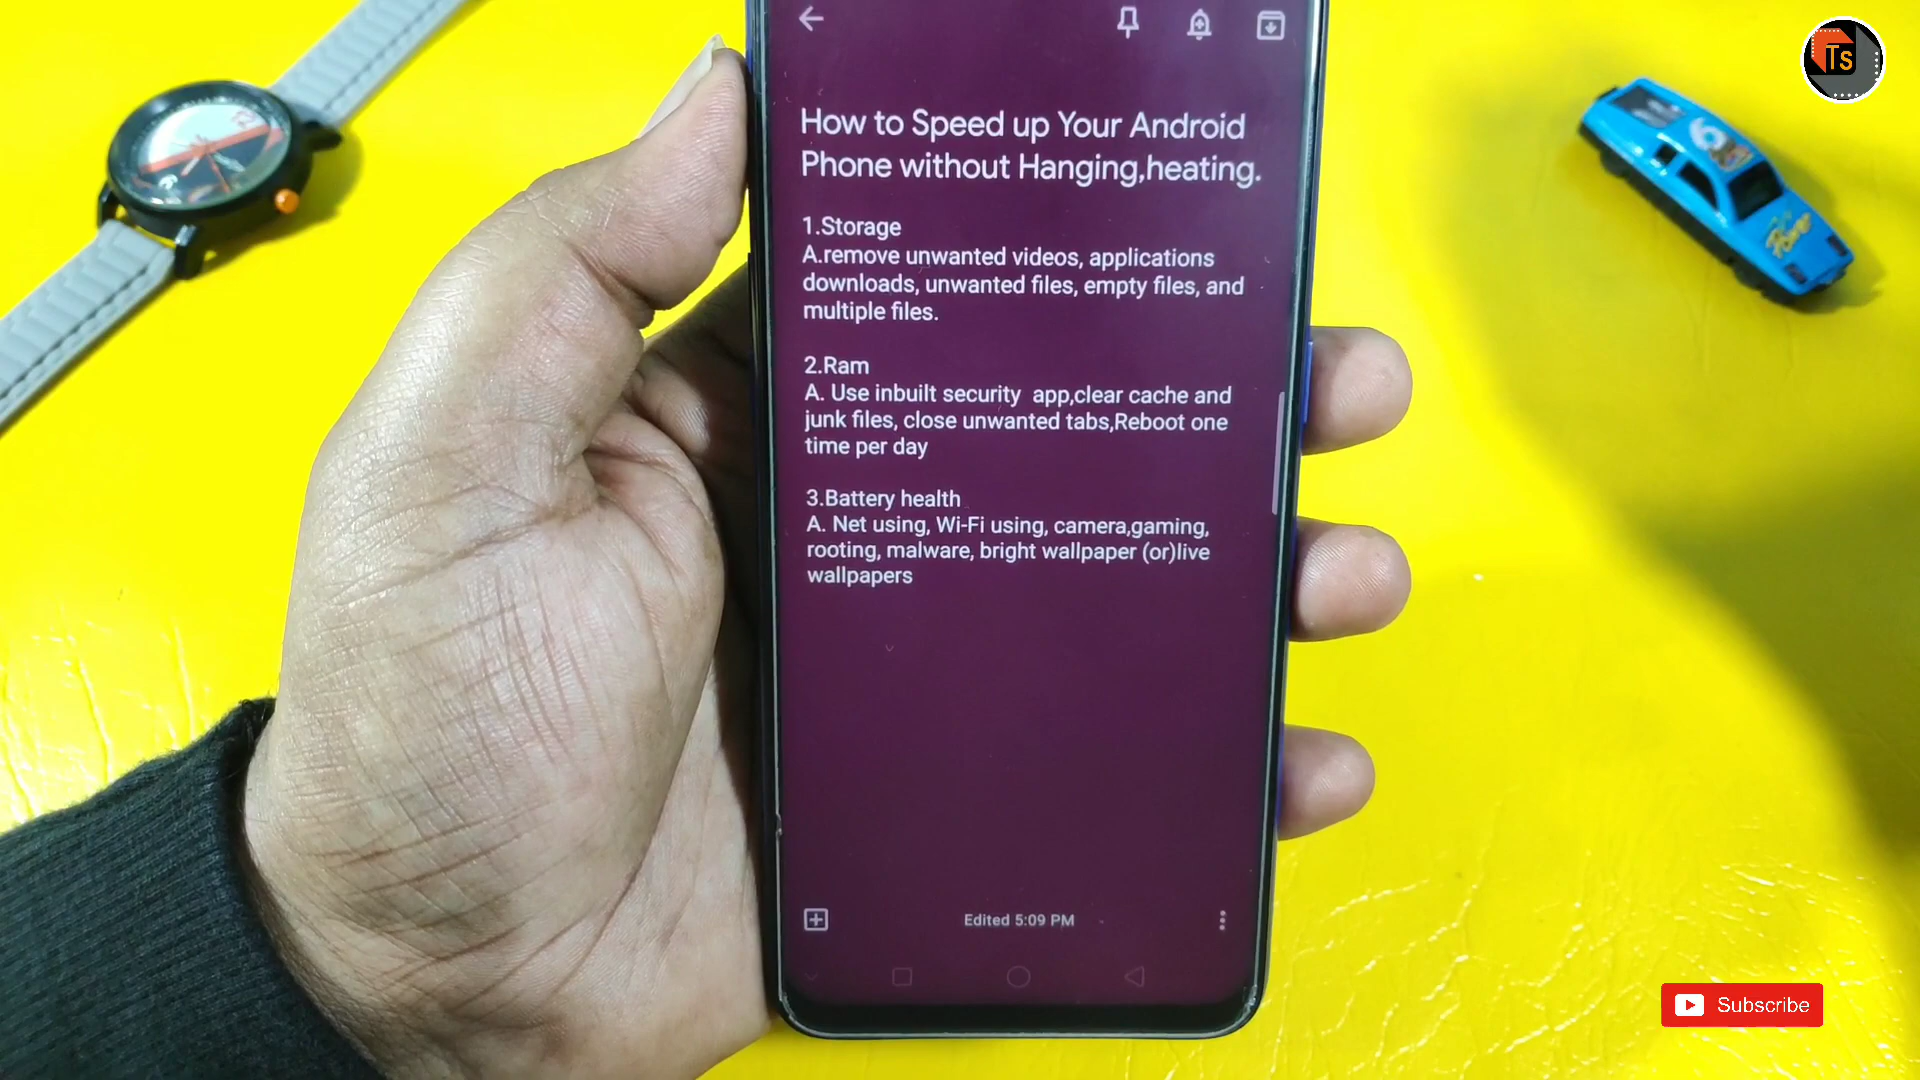 Ts
How to Speed up Your Android
Phone without Hanging,heating.
1.Storage
A.remove unwanted videos, applications
downloads, unwanted files, empty files, and
multiple files.
2.Ram
A. Use inbuilt security app,clear cache and
junk files, close unwanted tabs,Reboot one
time per day
3.Battery health
A. Net using, Wi-Fi using, camera,gaming,
rooting, malware, bright wallpaper (or)live
wallpapers
Edited 5:09 PM
6
Power
Subscribe